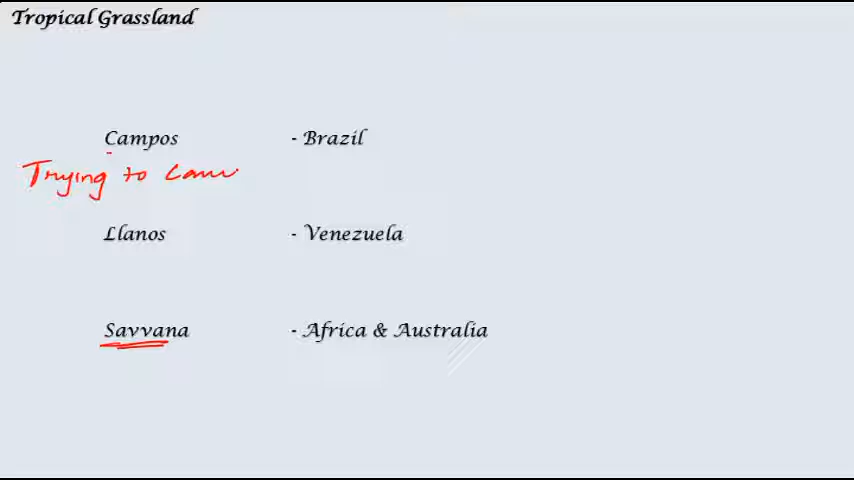 Tropical Grassland
Campos - Brazil
Trying to
Llanos - Venezuela
Savvana - Africa & Australia